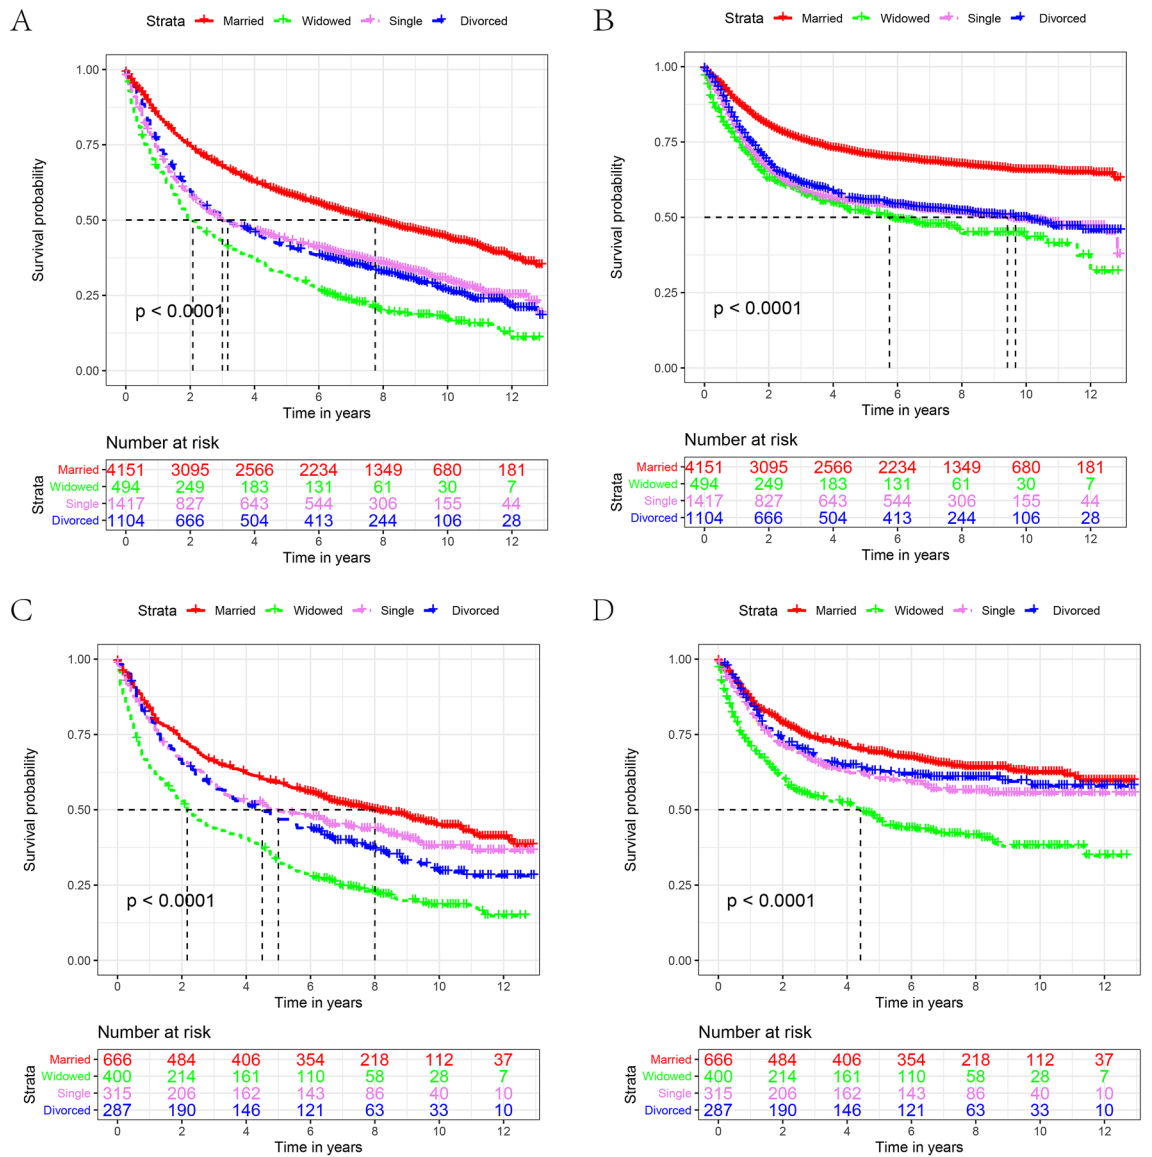 A
Strata Married Widowed Single Divorced
Survival probability
1.00
0.75
0.50
0.25
0.00
p < 0.0001
0 2 4 6 8 10 12
Time in years
Number at risk
Strata
Married 4151 3095 2566 2234 1349 680 181
Widowed 494 249 183 131 61 30 7
Single 1417 827 643 544 306 155 44
Divorced 1104 666 504 413 244 106 28
0 2 4 6 8 10 12
Time in years
B
Strata Married Widowed Single Divorced
Survival probability
1.00
0.75
0.50
0.25
0.00
p < 0.0001
0 2 4 6 8 10 12
Time in years
Number at risk
Strata
Married 4151 3095 2566 2234 1349 680 181
Widowed 494 249 183 131 61 30 7
Single 1417 827 643 544 306 155 44
Divorced 1104 666 504 413 244 106 28
0 2 4 6 8 10 12
Time in years
C
Strata Married Widowed Single Divorced
Survival probability
1.00
0.75
0.50
0.25
0.00
p < 0.0001
0 2 4 6 8 10 12
Time in years
Number at risk
Strata
Married 666 484 406 354 218 112 37
Widowed 400 214 161 110 58 28 7
Single 315 206 162 143 86 40 10
Divorced 287 190 146 121 63 33 10
0 2 4 6 8 10 12
Time in years
D
Strata Married Widowed Single Divorced
Survival probability
1.00
0.75
0.50
0.25
0.00
p < 0.0001
0 2 4 6 8 10 12
Time in years
Number at risk
Strata
Married 666 484 406 354 218 112 37
Widowed 400 214 161 110 58 28 7
Single 315 206 162 143 86 40 10
Divorced 287 190 146 121 63 33 10
0 2 4 6 8 10 12
Time in years